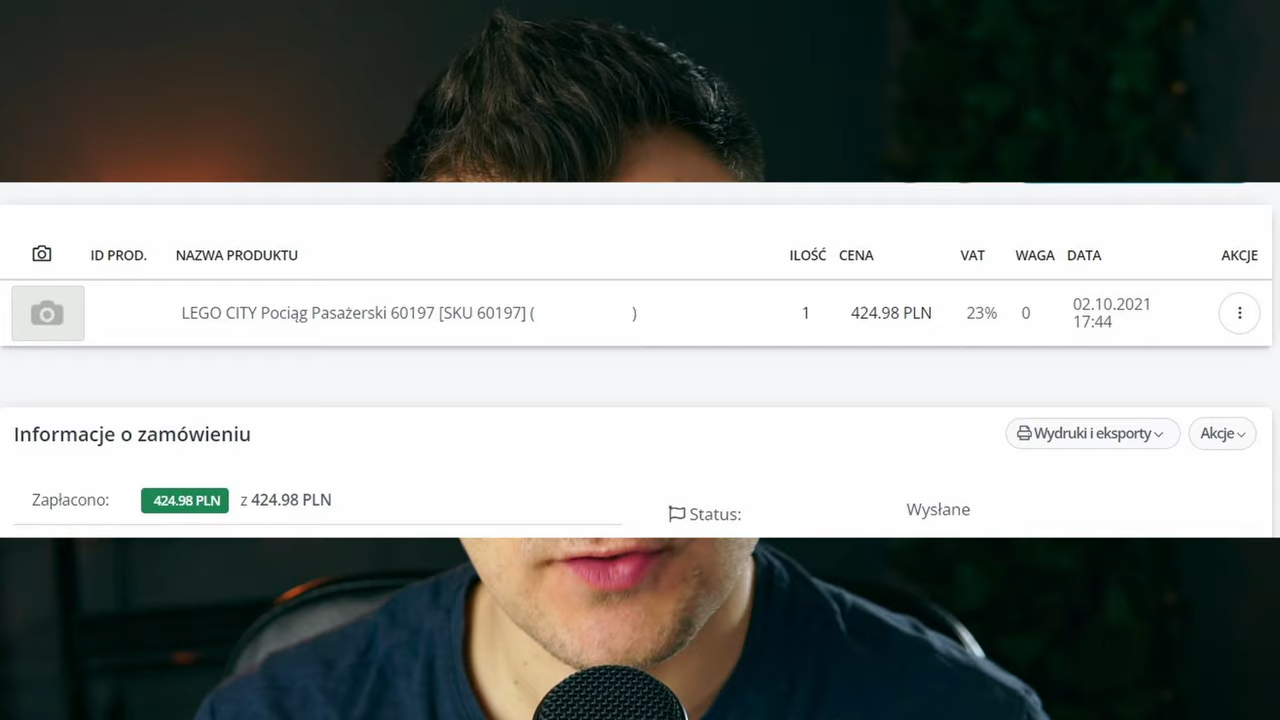 ID PROD. NAZWA PRODUKTU ILOŚĆ CENA VAT WAGA DATA AKCJE
LEGO CITY Pociąg Pasażerski 60197 [SKU 60197] ( ) 1 424.98 PLN 23% 0 02.10.2021
17:44
Informacje o zamówieniu Wydruki i eksporty Akcje
Zapłacono: 424.98 PLN z 424.98 PLN Status: Wysłane